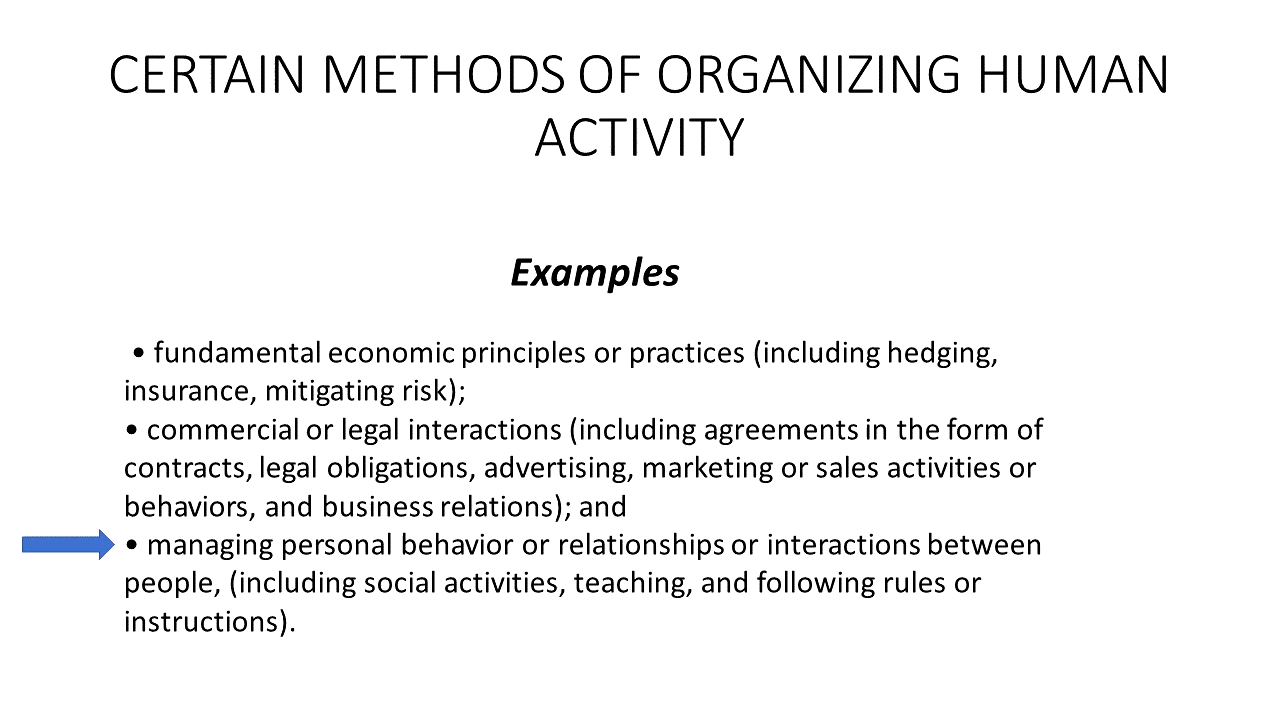 CERTAIN METHODS OF ORGANIZING HUMAN
ACTIVITY
Examples
• fundamental economic principles or practices (including hedging,
insurance, mitigating risk);
• commercial or legal interactions (including agreements in the form of
contracts, legal obligations, advertising, marketing or sales activities or
behaviors, and business relations); and
• managing personal behavior or relationships or interactions between
people, (including social activities, teaching, and following rules or
instructions).